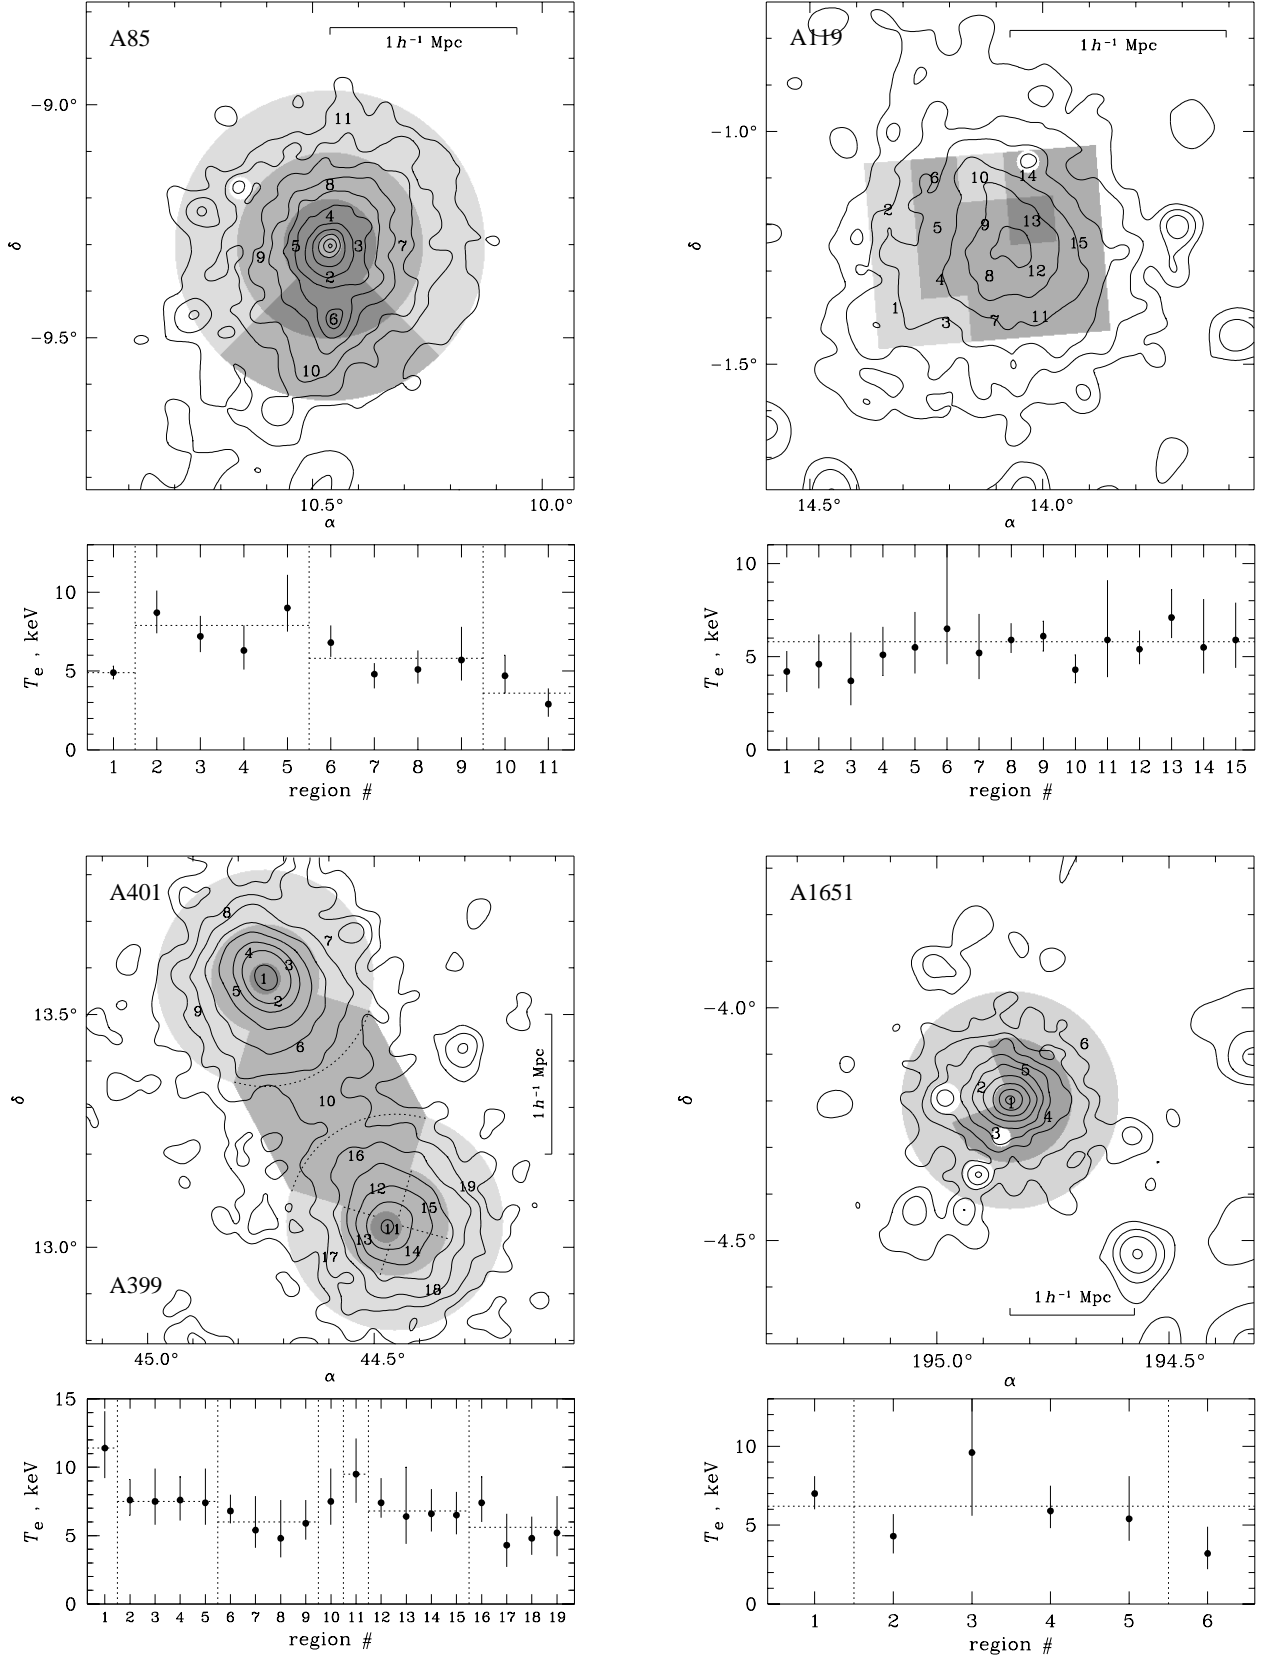 A85
1 h⁻¹ Mpc
−9.0°
−9.5°
δ
11
8
4
5 3 7
9
2
6
10
10.5° 10.0°
α
T e , keV
10
5
0
1 2 3 4 5 6 7 8 9 10 11
region #
A119
1 h⁻¹ Mpc
−1.0°
−1.5°
δ
6 10 14
2
5 9 13
15
4 8 12
1
3 7 11
14.5° 14.0°
α
T e , keV
10
5
0
1 2 3 4 5 6 7 8 9 10 11 12 13 14 15
region #
A401
8
7
4 3
1
5 2
9
6
10
16
12 19
15
11
13 14
17
18
A399
1 h⁻¹ Mpc
13.5°
13.0°
δ
45.0° 44.5°
α
T e , keV
15
10
5
0
1 2 3 4 5 6 7 8 9 10 11 12 13 14 15 16 17 18 19
region #
A1651
−4.0°
−4.5°
δ
6
5
2
1
4
3
1 h⁻¹ Mpc
195.0° 194.5°
α
T e , keV
10
5
0
1 2 3 4 5 6
region #